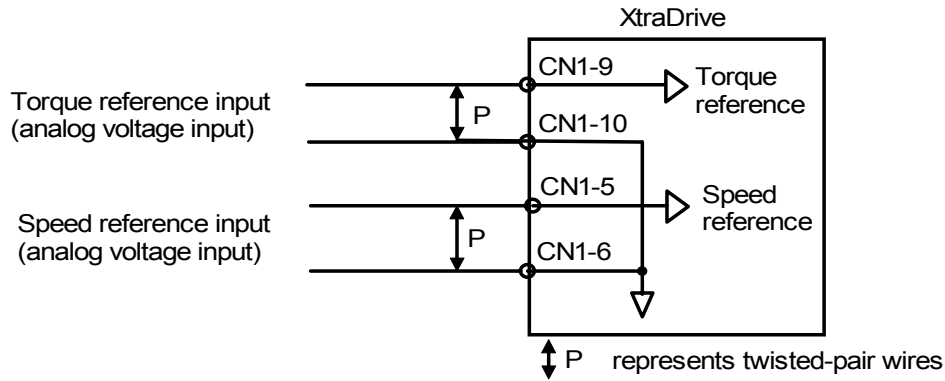 XtraDrive
CN1-9
Torque
reference
Torque reference input
(analog voltage input)
P
CN1-10
CN1-5
Speed
reference
Speed reference input
(analog voltage input)
P
CN1-6
P represents twisted-pair wires